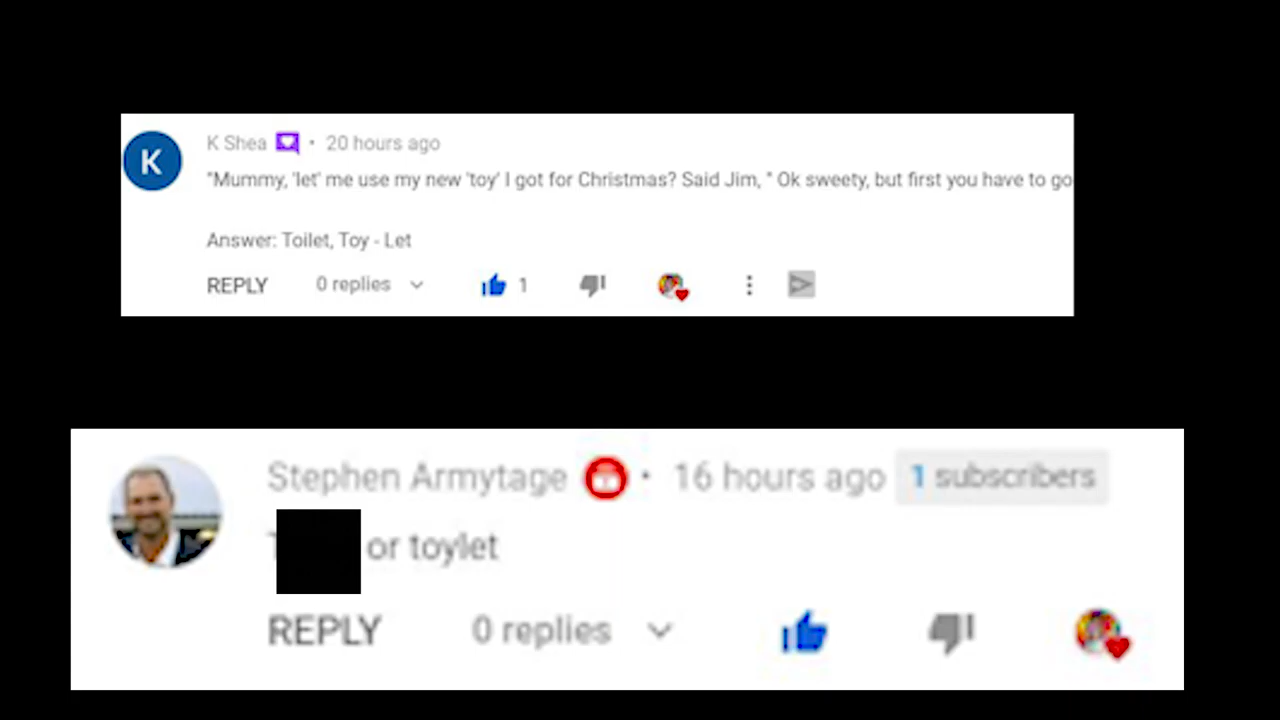 K
K Shea • 20 hours ago
"Mummy, 'let' me use my new 'toy' I got for Christmas? Said Jim, " Ok sweety, but first you have to go
Answer: Toilet, Toy - Let
REPLY 0 replies 1
Stephen Armytage • 16 hours ago 1 subscribers
or toylet
REPLY 0 replies